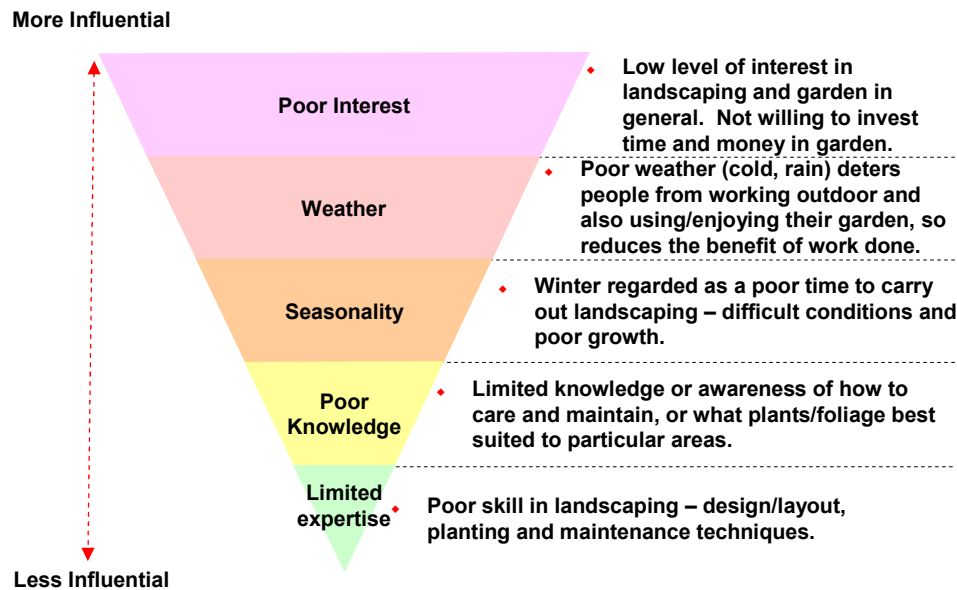 More Influential
Poor Interest
Low level of interest in
landscaping and garden in
general.  Not willing to invest
time and money in garden.
Weather
Poor weather (cold, rain) deters
people from working outdoor and
also using/enjoying their garden, so
reduces the benefit of work done.
Seasonality
Winter regarded as a poor time to carry
out landscaping – difficult conditions and
poor growth.
Poor
Knowledge
Limited knowledge or awareness of how to
care and maintain, or what plants/foliage best
suited to particular areas.
Limited
expertise
Poor skill in landscaping – design/layout,
planting and maintenance techniques.
Less Influential